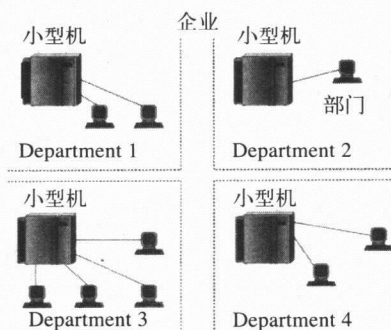 企业
小型机
小型机
部门
Department 1
Department 2
小型机
小型机
Department 3
Department 4